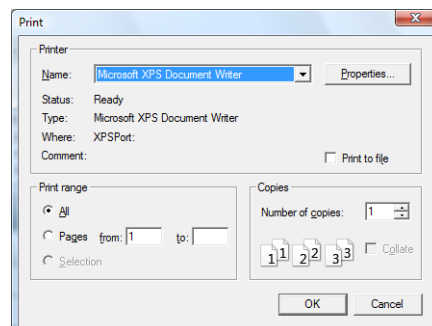 Print
Printer
Name: Microsoft XPS Document Writer Properties...
Status: Ready
Type: Microsoft XPS Document Writer
Where: XPSPort:
Comment: Print to file
Print range
All
Pages from: 1 to:
Selection
Copies
Number of copies: 1
1 1 2 2 3 3 Collate
OK Cancel